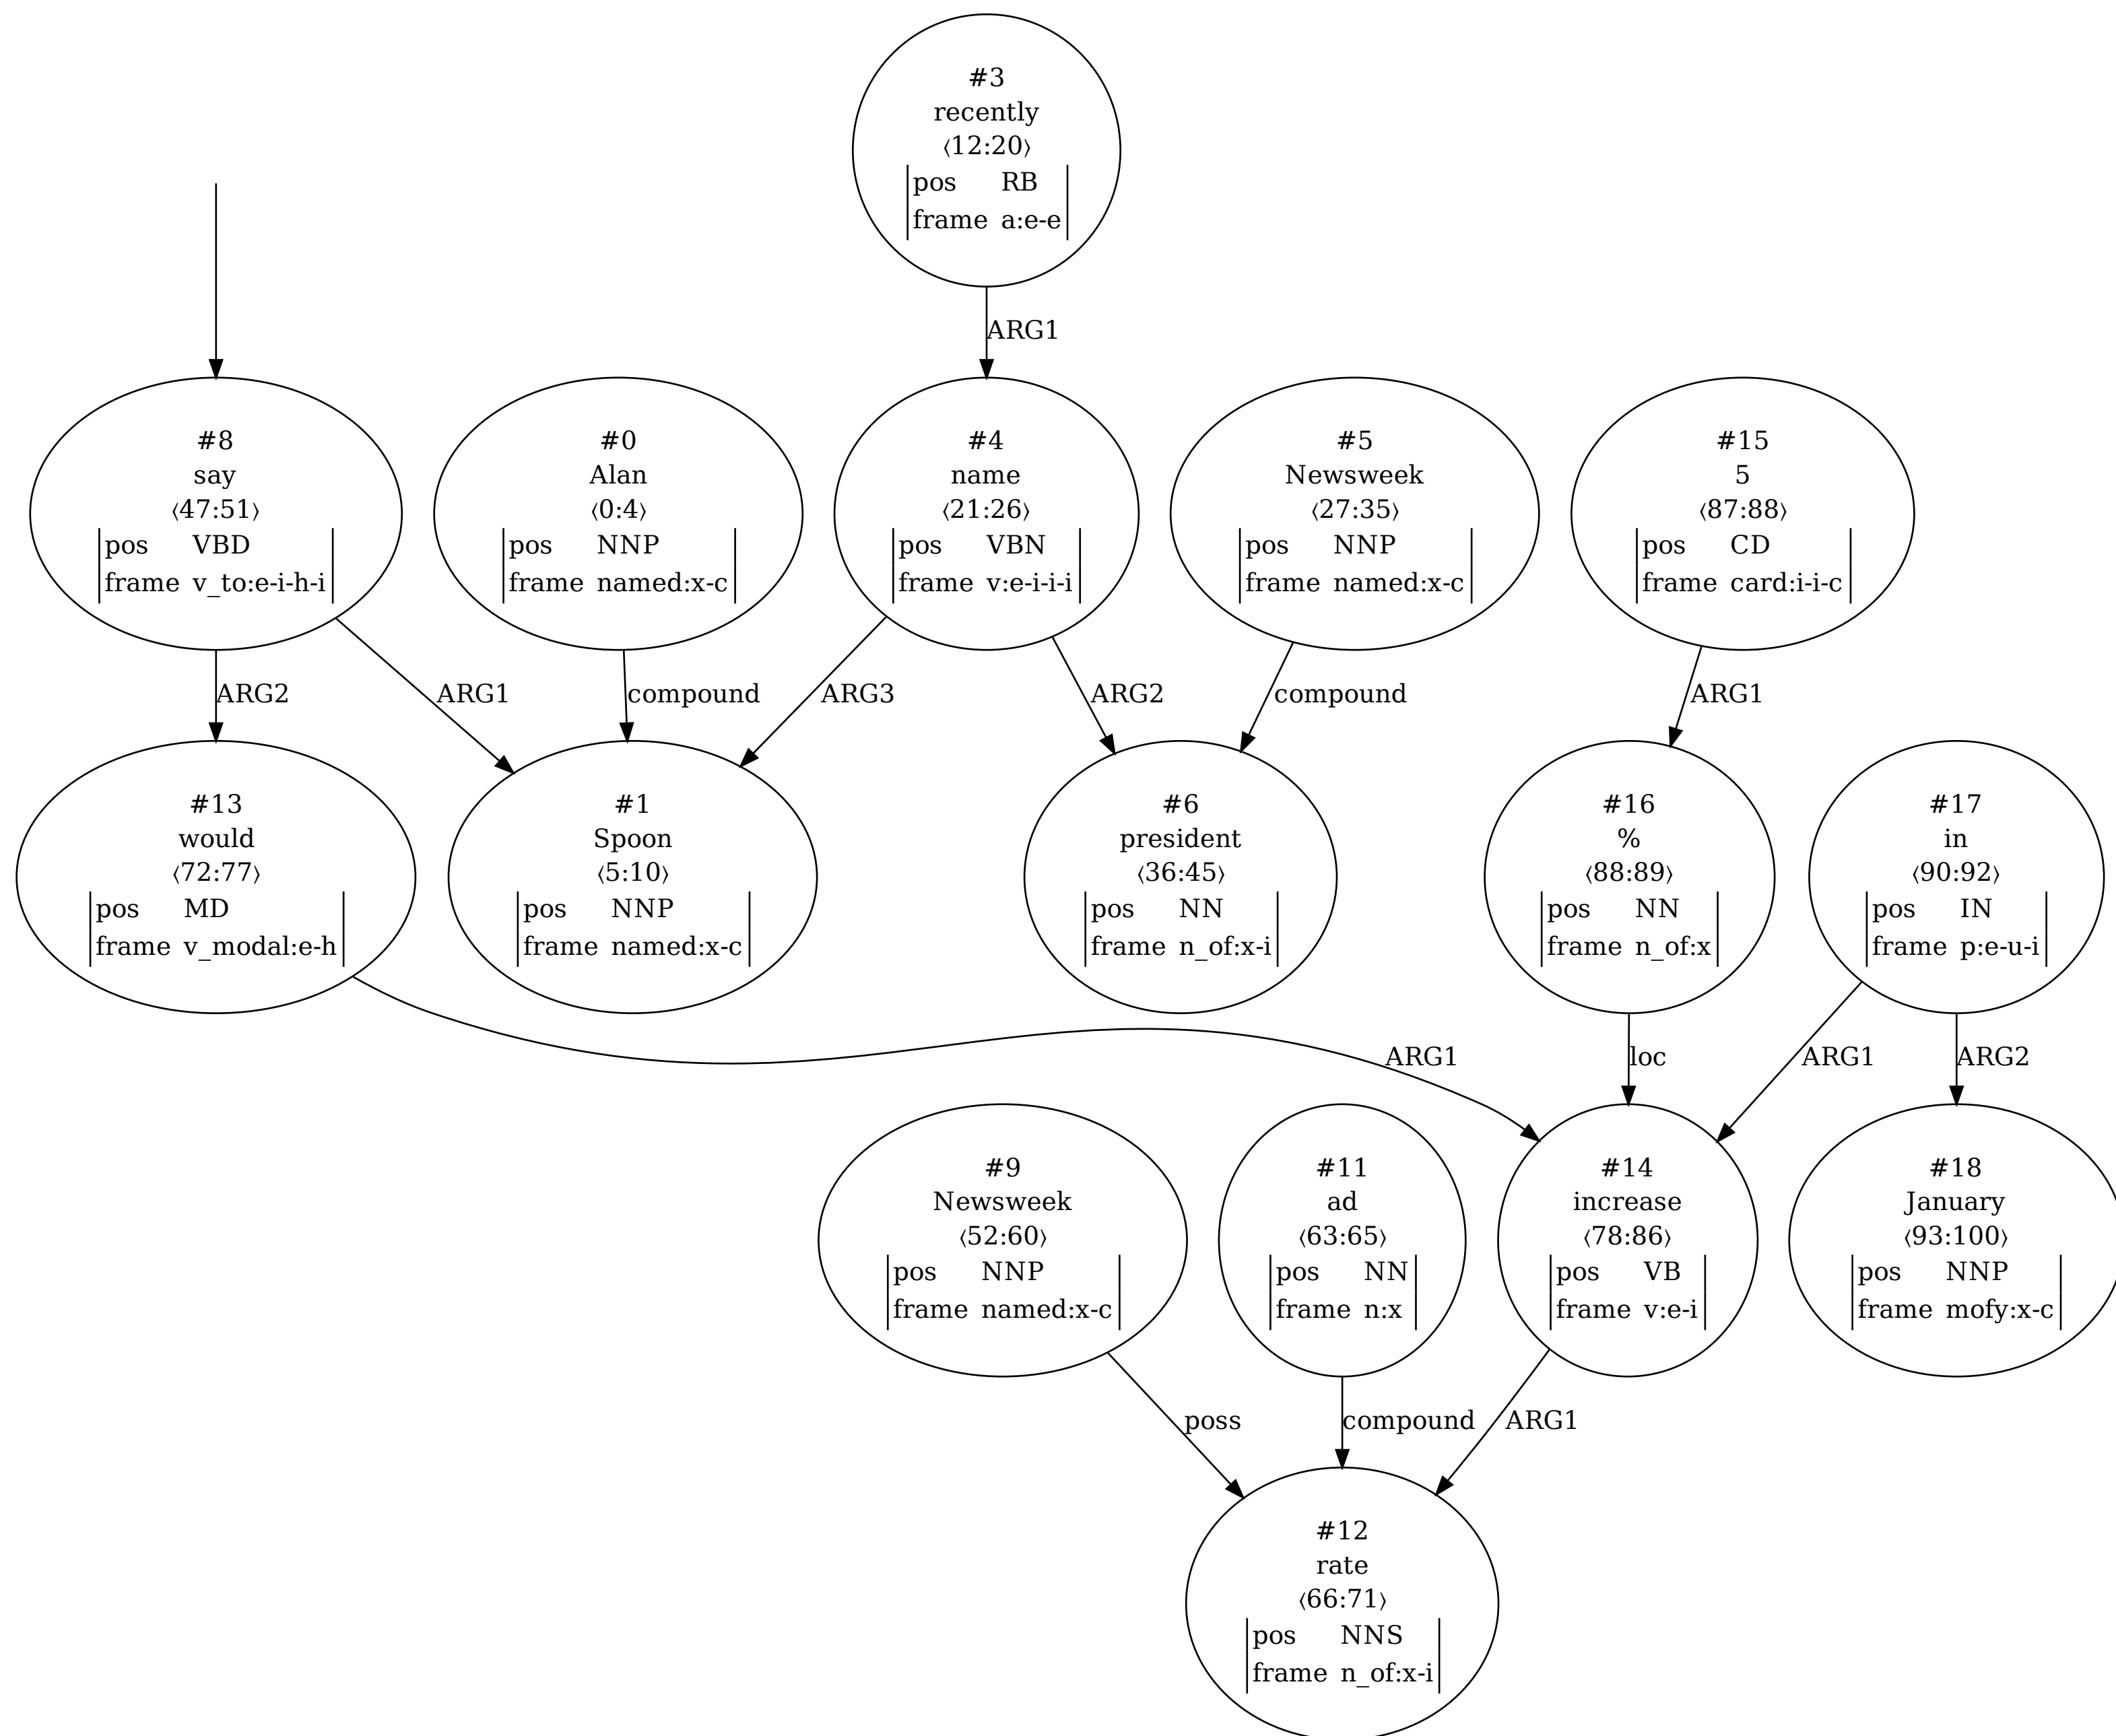 #3
recently
⟨12:20⟩
pos RB
frame a:e-e
ARG1
#8
say
⟨47:51⟩
pos VBD
frame v_to:e-i-h-i
#0
Alan
⟨0:4⟩
pos NNP
frame named:x-c
#4
name
⟨21:26⟩
pos VBN
frame v:e-i-i-i
#5
Newsweek
⟨27:35⟩
pos NNP
frame named:x-c
#15
5
⟨87:88⟩
pos CD
frame card:i-i-c
ARG2
ARG1
compound
ARG3
ARG2
compound
ARG1
#13
would
⟨72:77⟩
pos MD
frame v_modal:e-h
#1
Spoon
⟨5:10⟩
pos NNP
frame named:x-c
#6
president
⟨36:45⟩
pos NN
frame n_of:x-i
#16
%
⟨88:89⟩
pos NN
frame n_of:x
#17
in
⟨90:92⟩
pos IN
frame p:e-u-i
ARG1
loc
ARG1
ARG2
#9
Newsweek
⟨52:60⟩
pos NNP
frame named:x-c
#11
ad
⟨63:65⟩
pos NN
frame n:x
#14
increase
⟨78:86⟩
pos VB
frame v:e-i
#18
January
⟨93:100⟩
pos NNP
frame mofy:x-c
poss
compound
ARG1
#12
rate
⟨66:71⟩
pos NNS
frame n_of:x-i